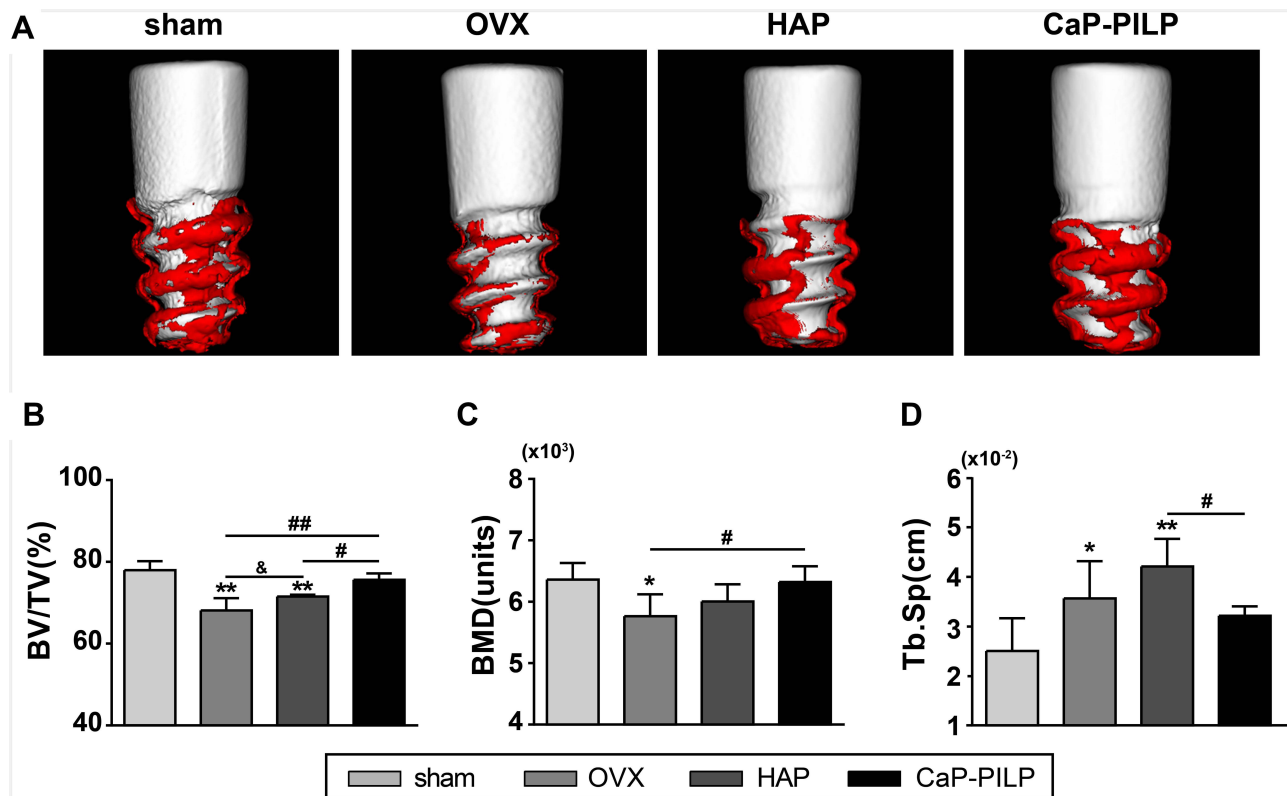 A
sham
OVX
HAP
CaP-PILP
B
C
D
(x10³)
(x10⁻²)
100
80
60
40
BV/TV(%)
**
**
&
##
#
8
7
6
5
4
BMD(units)
*
#
6
5
4
3
2
1
Tb.Sp(cm)
*
**
#
sham
OVX
HAP
CaP-PILP